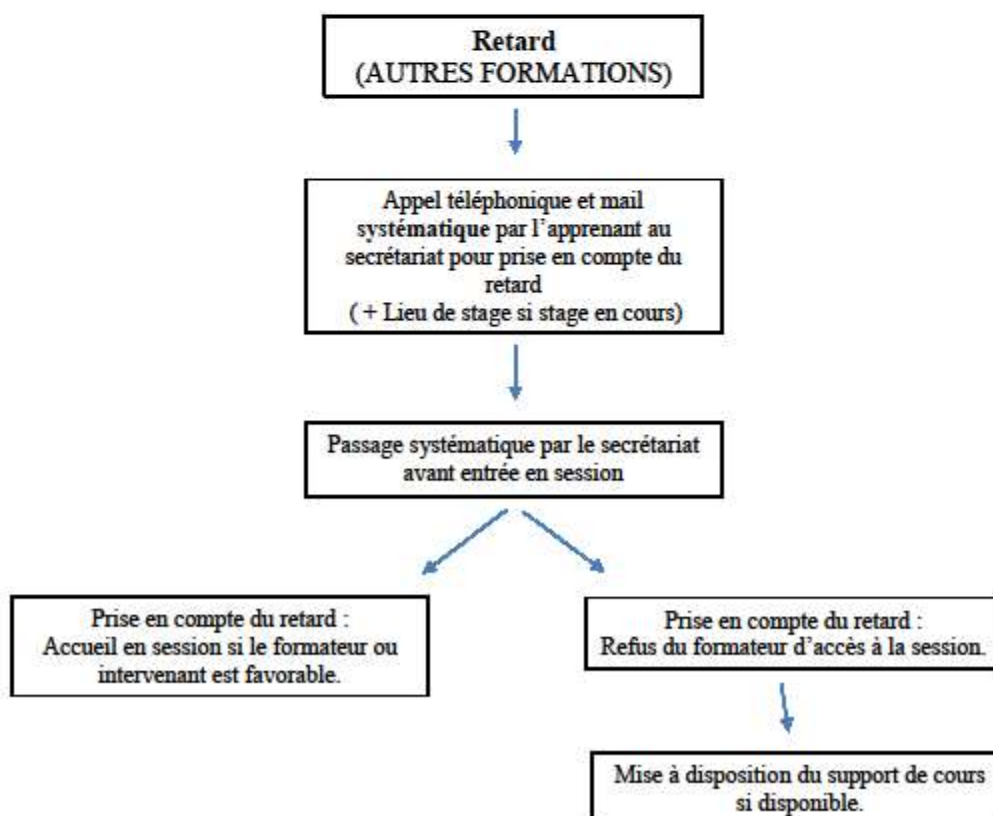 Retard
(AUTRES FORMATIONS)
Appel téléphonique et mail
systématique par l’apprenant au
secrétariat pour prise en compte du
retard
( + Lieu de stage si stage en cours)
Passage systématique par le secrétariat
avant entrée en session
Prise en compte du retard :
Accueil en session si le formateur ou
intervenant est favorable.
Prise en compte du retard :
Refus du formateur d’accès à la session.
Mise à disposition du support de cours
si disponible.